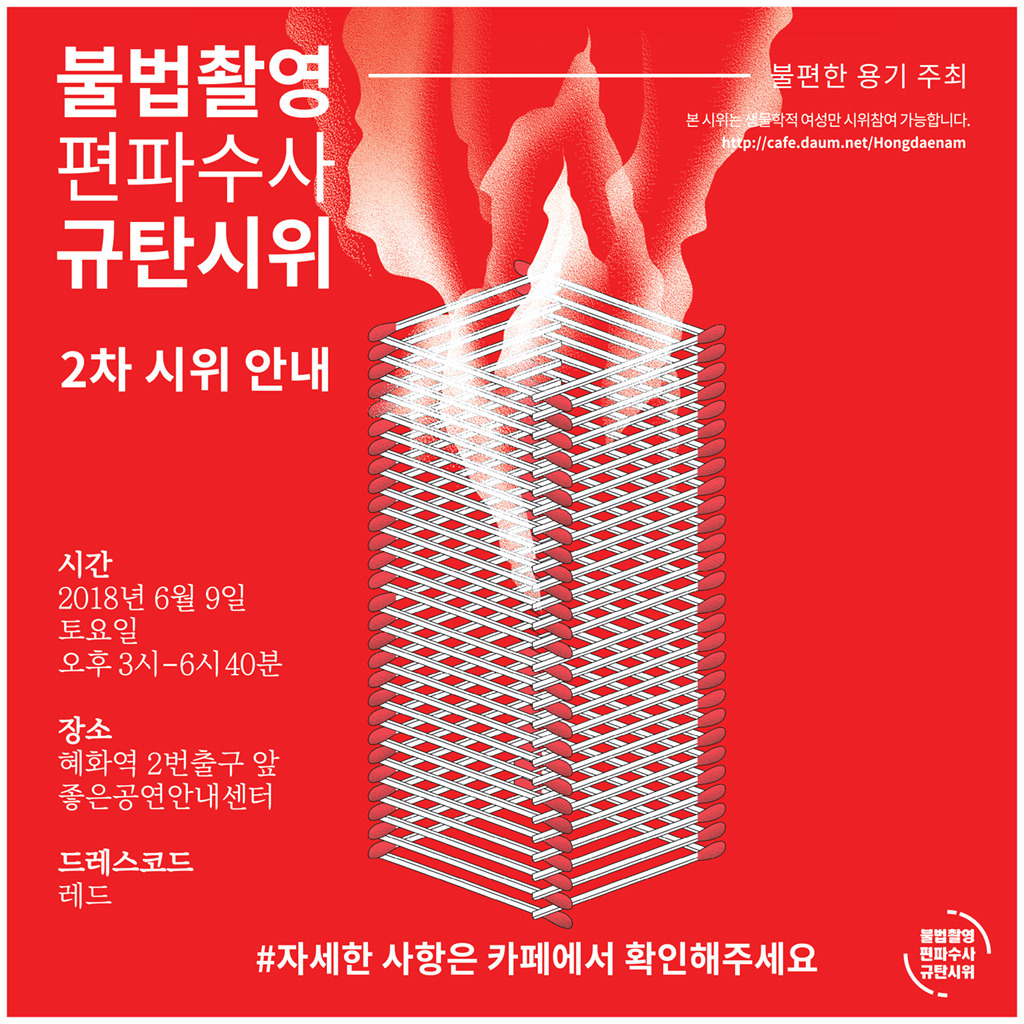 불법촬영
편파수사
규탄시위
2차 시위 안내
불편한 용기 주최
본 시위는 생물학적 여성만 시위참여 가능합니다.
http://cafe.daum.net/Hongdaenam
시간
2018년 6월 9일
토요일
오후 3시-6시40분
장소
혜화역 2번출구 앞
좋은공연안내센터
드레스코드
레드
#자세한 사항은 카페에서 확인해주세요
불법촬영
편파수사
규탄시위